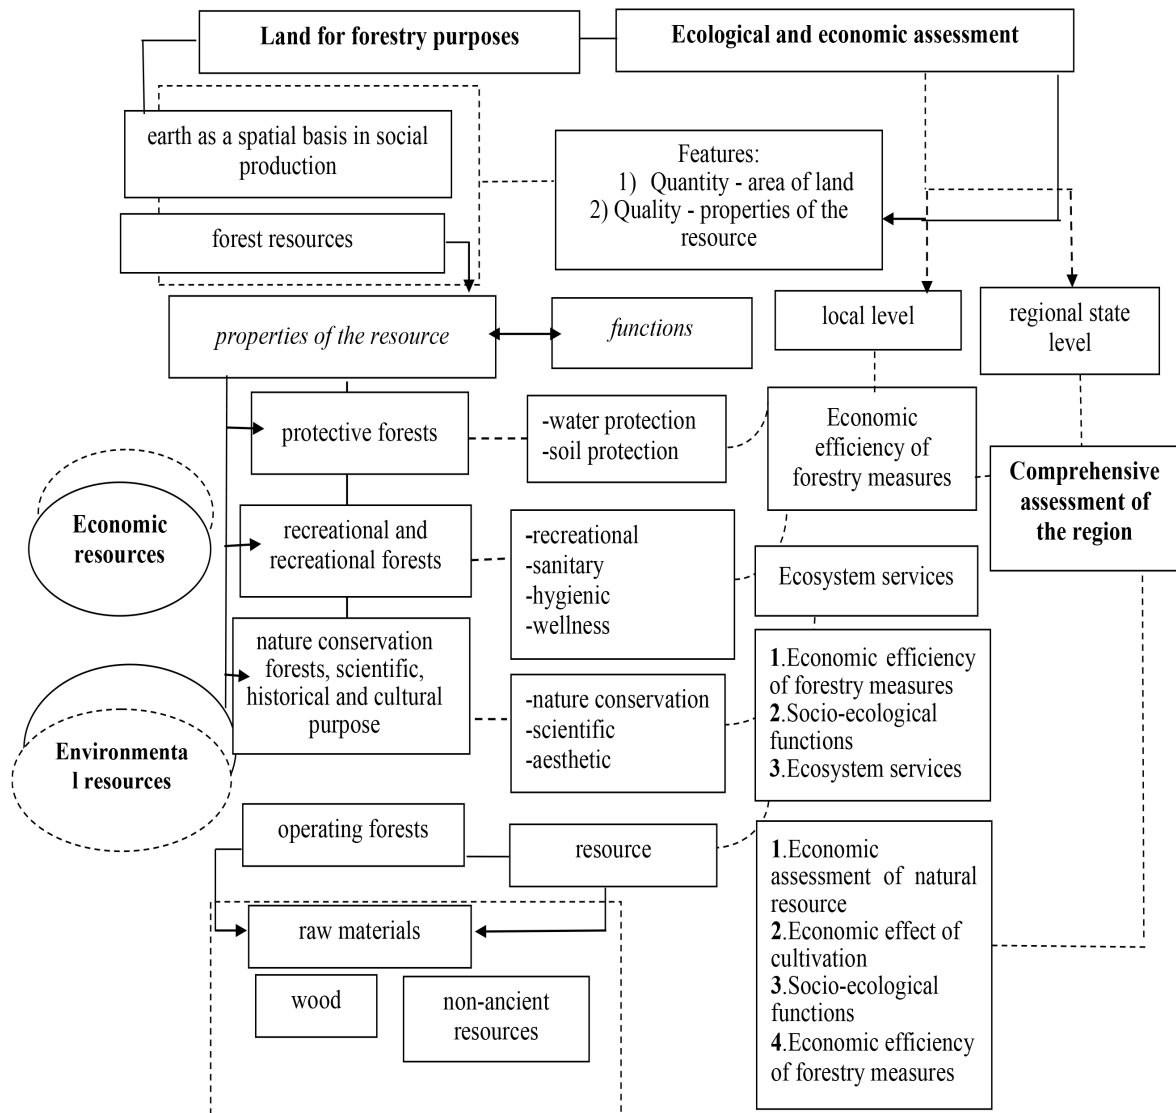 Land for forestry purposes
Ecological and economic assessment
earth as a spatial basis in social
production
Features:
1) Quantity - area of land
2) Quality - properties of the
resource
forest resources
properties of the resource
functions
local level
regional state
level
protective forests
-water protection
-soil protection
Economic
efficiency of
forestry measures
Comprehensive
assessment of
the region
Economic
resources
recreational and
recreational forests
-recreational
-sanitary
-hygienic
-wellness
Ecosystem services
nature conservation
forests, scientific,
historical and cultural
purpose
-nature conservation
-scientific
-aesthetic
1.Economic efficiency
of forestry measures
2.Socio-ecological
functions
3.Ecosystem services
Environmenta
l resources
operating forests
resource
1.Economic
assessment of natural
resource
2.Economic effect of
cultivation
3.Socio-ecological
functions
4.Economic efficiency
of forestry measures
raw materials
wood
non-ancient
resources